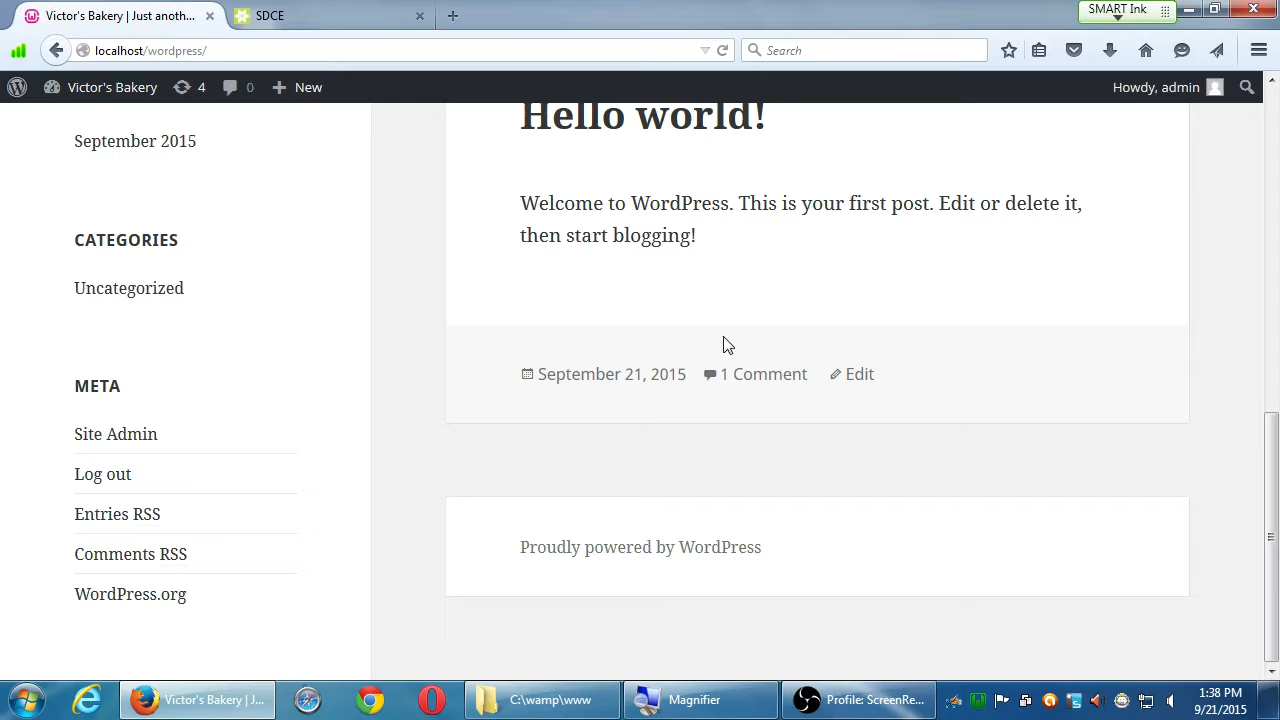 Victor's Bakery | Just anoth...
SDCE
SMART Ink
localhost/wordpress/
Search
Victor's Bakery
4
0
New
Howdy, admin
Hello world!
September 2015
Welcome to WordPress. This is your first post. Edit or delete it,
then start blogging!
CATEGORIES
Uncategorized
September 21, 2015
1 Comment
Edit
META
Site Admin
Log out
Entries RSS
Comments RSS
WordPress.org
Proudly powered by WordPress
Victor's Bakery | J...
C:\wamp\www
Magnifier
Profile: ScreenRe...
1:38 PM
9/21/2015